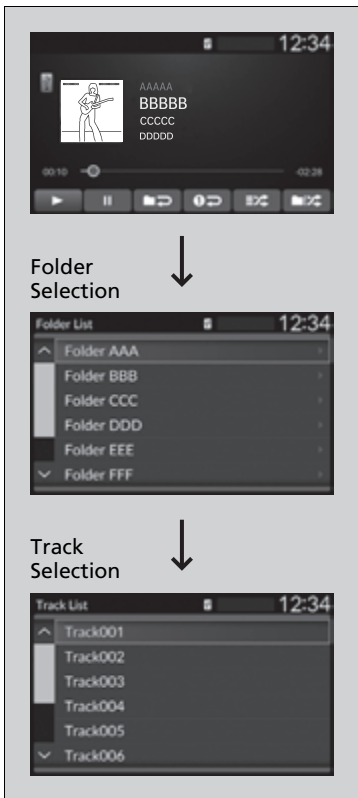 12:34
AAAAA
BBBBB
CCCCC
DDDDD
00:10 -02:28
Folder
Selection
Folder List 12:34
Folder AAA
Folder BBB
Folder CCC
Folder DDD
Folder EEE
Folder FFF
Track
Selection
Track List 12:34
Track001
Track002
Track003
Track004
Track005
Track006